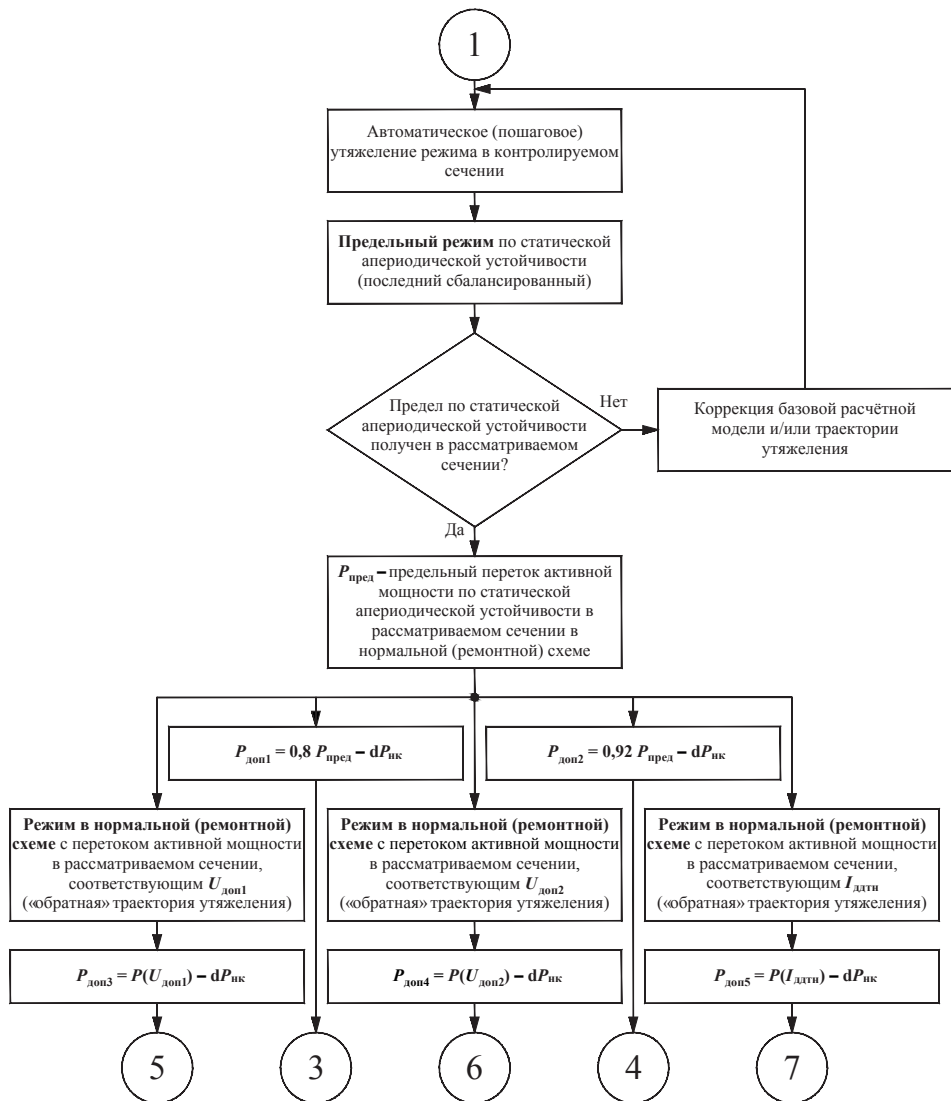 1
Автоматическое (пошаговое)
утяжеление режима в контролируемом
сечении
Предельный режим по статической
апериодической устойчивости
(последний сбалансированный)
Предел по статической
апериодической устойчивости
получен в рассматриваемом
сечении?
Нет
Коррекция базовой расчётной
модели и/или траектории
утяжеления
Да
Pпред – предельный переток активной
мощности по статической
апериодической устойчивости в
рассматриваемом сечении в
нормальной (ремонтной) схеме
Pдоп1 = 0,8 Pпред – dPнк
Pдоп2 = 0,92 Pпред – dPнк
Режим в нормальной (ремонтной)
схеме с перетоком активной мощности
в рассматриваемом сечении,
соответствующим Uдоп1
(«обратная» траектория утяжеления)
Режим в нормальной (ремонтной)
схеме с перетоком активной мощности
в рассматриваемом сечении,
соответствующим Uдоп2
(«обратная» траектория утяжеления)
Режим в нормальной (ремонтной)
схеме с перетоком активной мощности
в рассматриваемом сечении,
соответствующим Iддтн
(«обратная» траектория утяжеления)
Pдоп3 = P(Uдоп1) – dPнк
Pдоп4 = P(Uдоп2) – dPнк
Pдоп5 = P(Iддтн) – dPнк
5
3
6
4
7